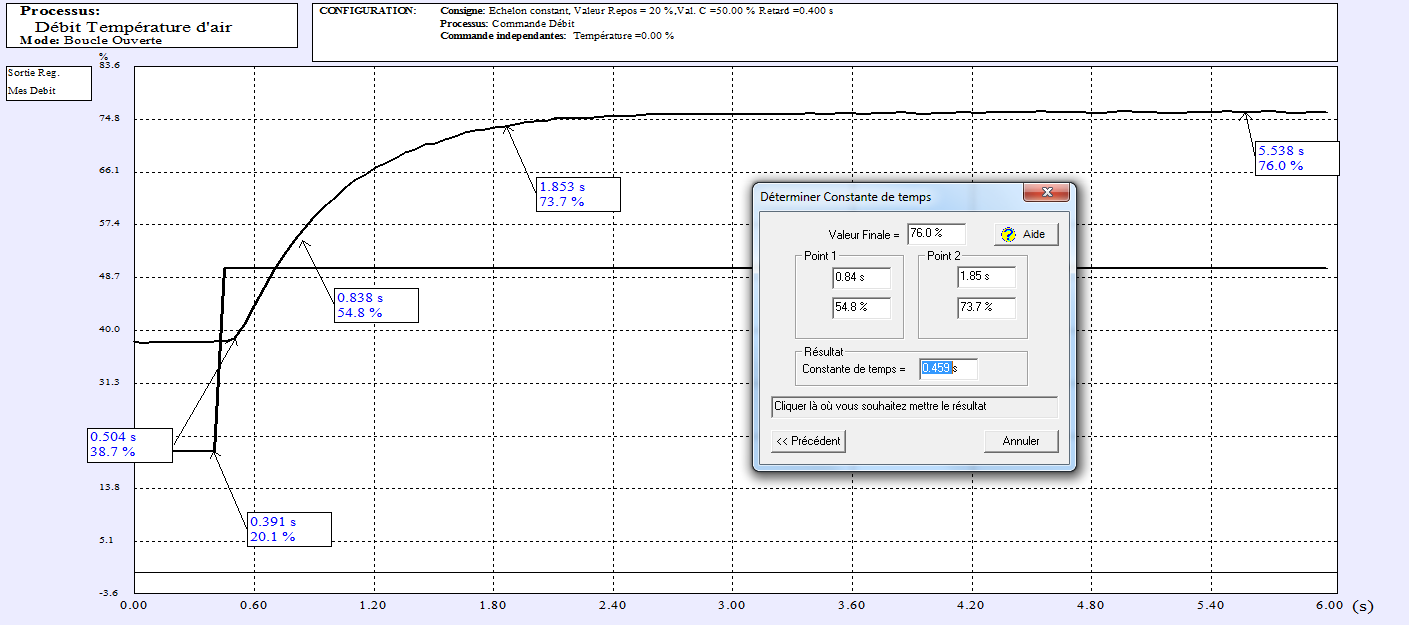 Processus:
Débit Température d'air
Mode: Boucle Ouverte
CONFIGURATION: Consigne: Echelon constant, Valeur Repos = 20 %,Val. C =50.00 % Retard =0.400 s
Processus: Commande Débit
Commande independantes: Température =0.00 %
Sortie Reg.
Mes Debit
%
83.6
74.8
66.1
57.4
48.7
40.0
31.3
13.8
5.1
-3.6
0.00 0.60 1.20 1.80 2.40 3.00 3.60 4.20 4.80 5.40 6.00 (s)
0.504 s
38.7 %
0.391 s
20.1 %
0.838 s
54.8 %
1.853 s
73.7 %
5.538 s
76.0 %
Déterminer Constante de temps
Valeur Finale = 76.0 % Aide
Point 1 Point 2
0.84 s 1.85 s
54.8 % 73.7 %
Résultat
Constante de temps = 0.459 s
Cliquer là où vous souhaitez mettre le résultat
<< Précédent Annuler